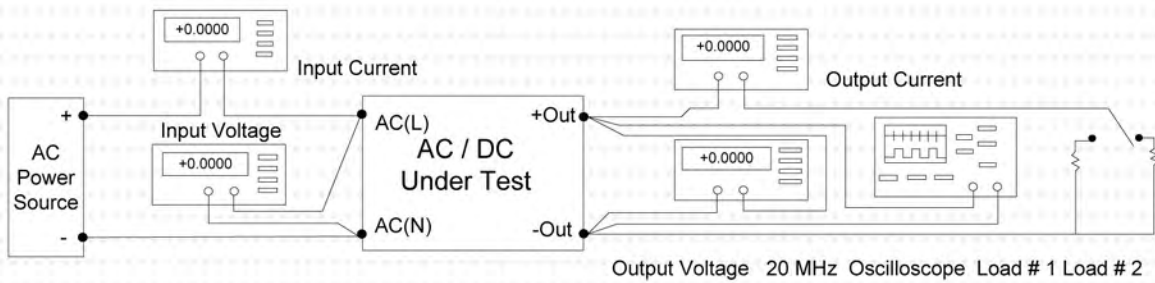 +0.0000
Input Current
+0.0000
Output Current
+
Input Voltage
AC(L)
+Out
+0.0000
+0.0000
AC
Power
Source
AC / DC
Under Test
-
AC(N)
-Out
Output Voltage 20 MHz Oscilloscope Load # 1 Load # 2